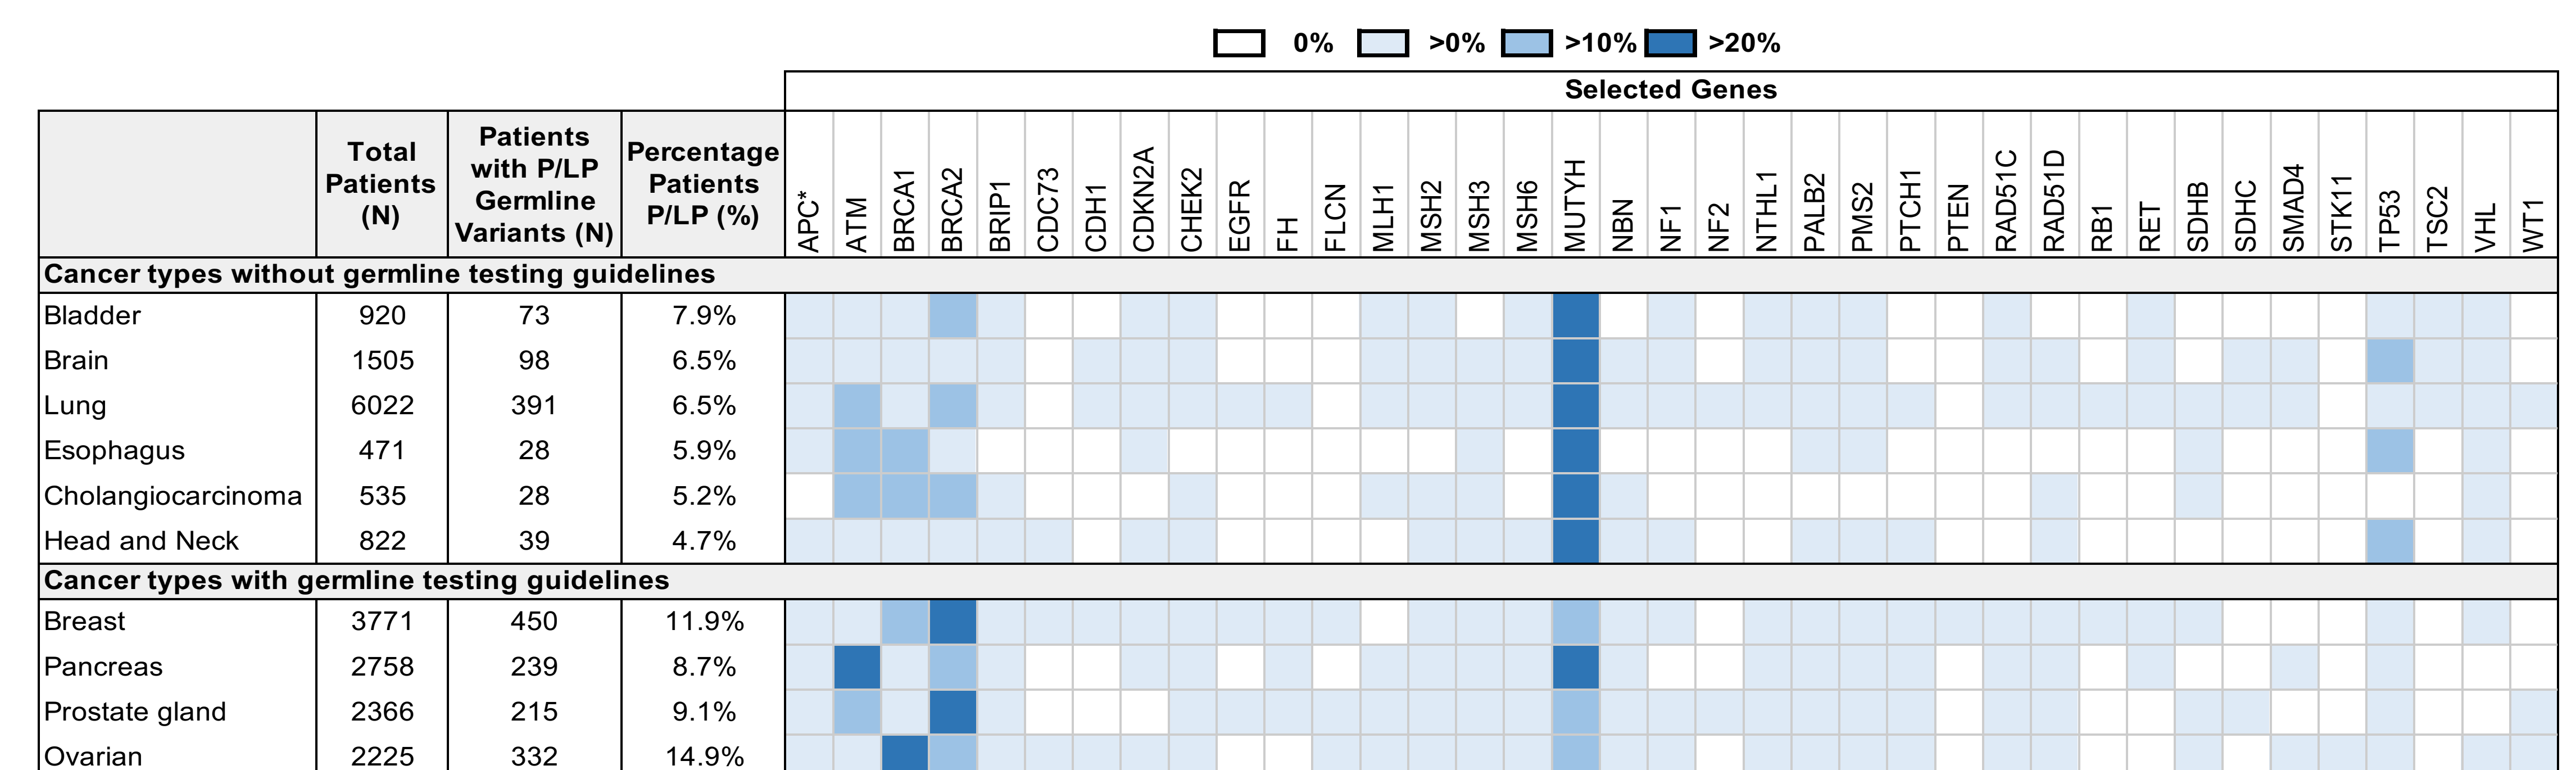 0% >0% >10% >20%
Selected Genes
Total Patients (N) Patients with P/LP Germline Variants (N) Percentage Patients P/LP (%) APC* ATM BRCA1 BRCA2 BRIP1 CDC73 CDH1 CDKN2A CHEK2 EGFR FH FLCN MLH1 MSH2 MSH3 MSH6 MUTYH NBN NF1 NF2 NTHL1 PALB2 PMS2 PTCH1 PTEN RAD51C RAD51D RB1 RET SDHB SDHC SMAD4 STK11 TP53 TSC2 VHL WT1
Cancer types without germline testing guidelines
Bladder 920 73 7.9%
Brain 1505 98 6.5%
Lung 6022 391 6.5%
Esophagus 471 28 5.9%
Cholangiocarcinoma 535 28 5.2%
Head and Neck 822 39 4.7%
Cancer types with germline testing guidelines
Breast 3771 450 11.9%
Pancreas 2758 239 8.7%
Prostate gland 2366 215 9.1%
Ovarian 2225 332 14.9%